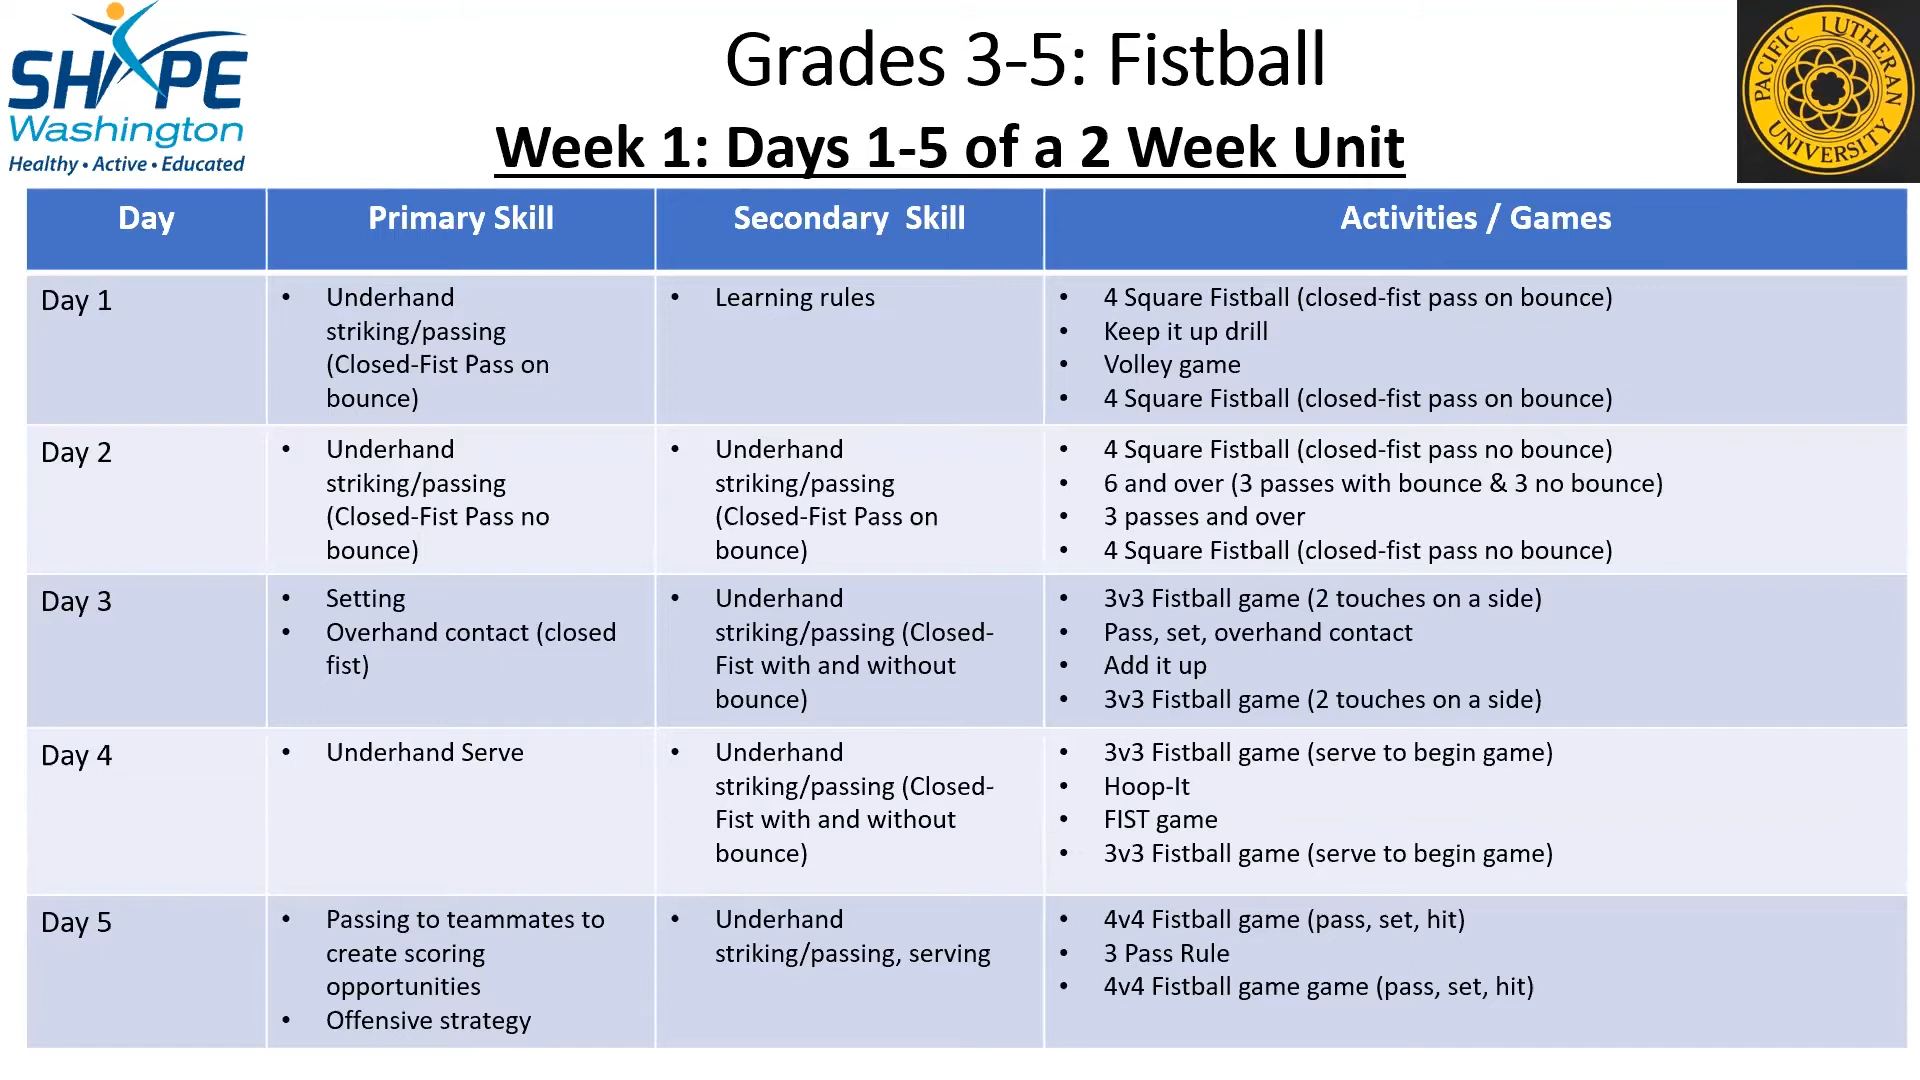 SHAPE
Washington
Healthy • Active • Educated
Grades 3-5: Fistball
Week 1: Days 1-5 of a 2 Week Unit
PACIFIC LUTHERAN UNIVERSITY
Day
Primary Skill
Secondary Skill
Activities / Games
Day 1
• Underhand
striking/passing
(Closed-Fist Pass on
bounce)
• Learning rules
• 4 Square Fistball (closed-fist pass on bounce)
• Keep it up drill
• Volley game
• 4 Square Fistball (closed-fist pass on bounce)
Day 2
• Underhand
striking/passing
(Closed-Fist Pass no
bounce)
• Underhand
striking/passing
(Closed-Fist Pass on
bounce)
• 4 Square Fistball (closed-fist pass no bounce)
• 6 and over (3 passes with bounce & 3 no bounce)
• 3 passes and over
• 4 Square Fistball (closed-fist pass no bounce)
Day 3
• Setting
• Overhand contact (closed
fist)
• Underhand
striking/passing (Closed-
Fist with and without
bounce)
• 3v3 Fistball game (2 touches on a side)
• Pass, set, overhand contact
• Add it up
• 3v3 Fistball game (2 touches on a side)
Day 4
• Underhand Serve
• Underhand
striking/passing (Closed-
Fist with and without
bounce)
• 3v3 Fistball game (serve to begin game)
• Hoop-It
• FIST game
• 3v3 Fistball game (serve to begin game)
Day 5
• Passing to teammates to
create scoring
opportunities
• Offensive strategy
• Underhand
striking/passing, serving
• 4v4 Fistball game (pass, set, hit)
• 3 Pass Rule
• 4v4 Fistball game game (pass, set, hit)